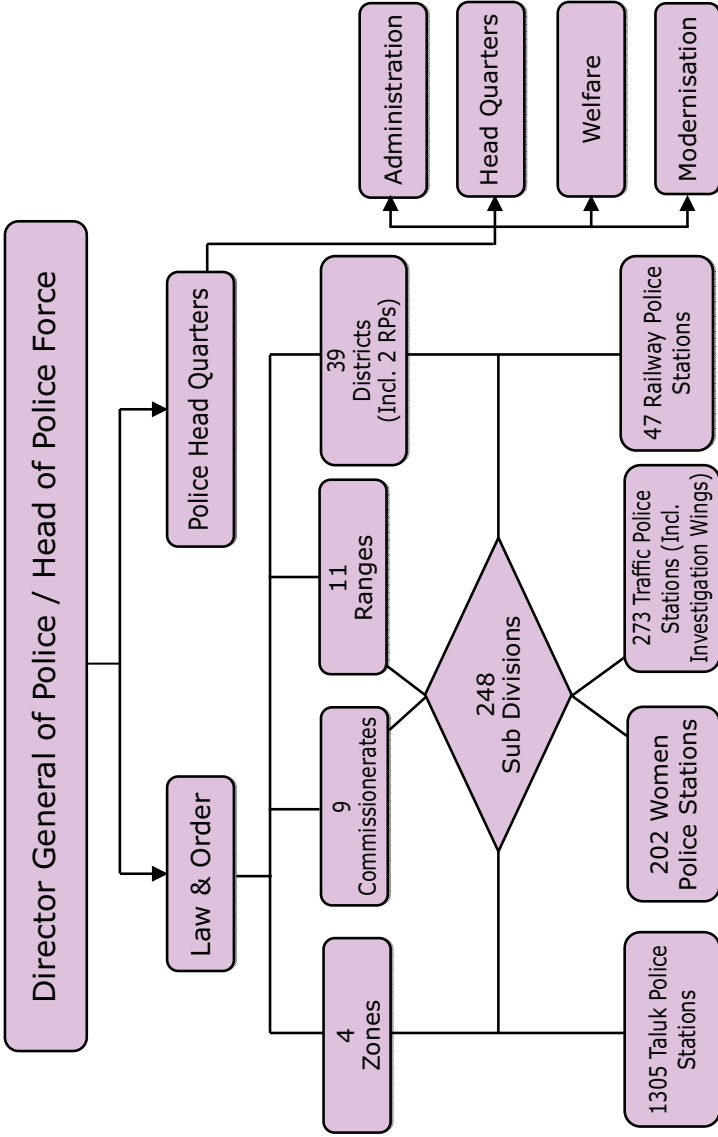 Director General of Police / Head of Police Force
Law & Order
Police Head Quarters
4
Zones
9
Commissionerates
11
Ranges
39
Districts
(Incl. 2 RPs)
Administration
Head Quarters
Welfare
Modernisation
248
Sub Divisions
1305 Taluk Police
Stations
202 Women
Police Stations
273 Traffic Police
Stations (Incl.
Investigation Wings)
47 Railway Police
Stations